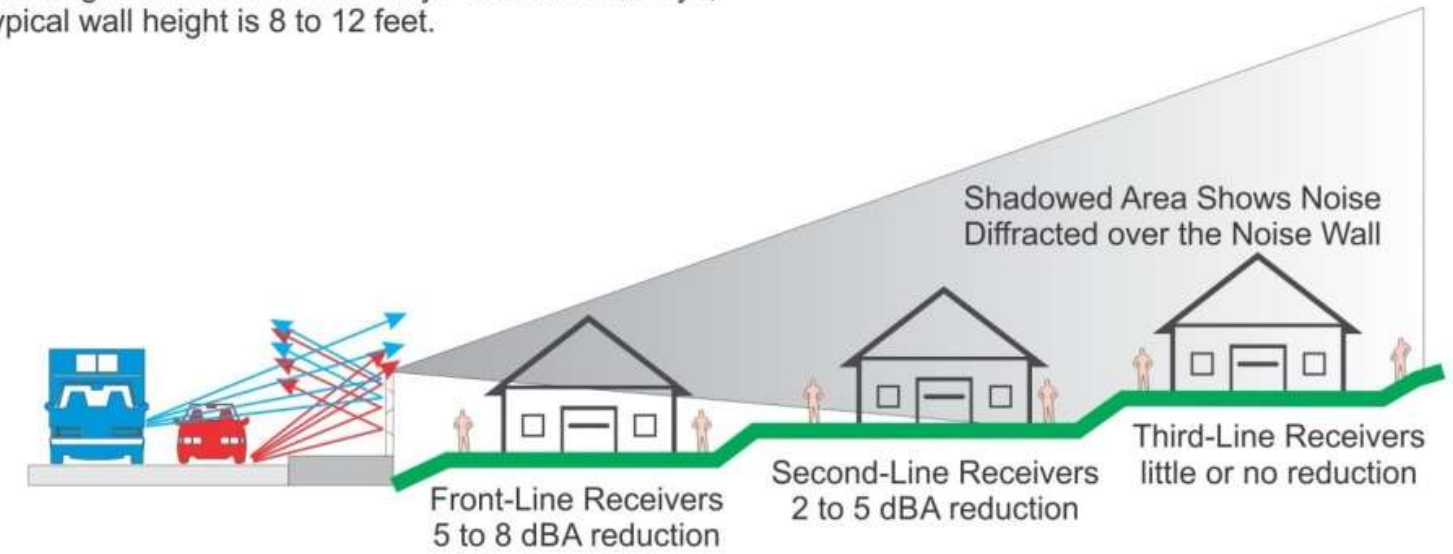 ypical wall height is 8 to 12 feet.
Shadowed Area Shows Noise
Diffracted over the Noise Wall
Front-Line Receivers
5 to 8 dBA reduction
Second-Line Receivers
2 to 5 dBA reduction
Third-Line Receivers
little or no reduction